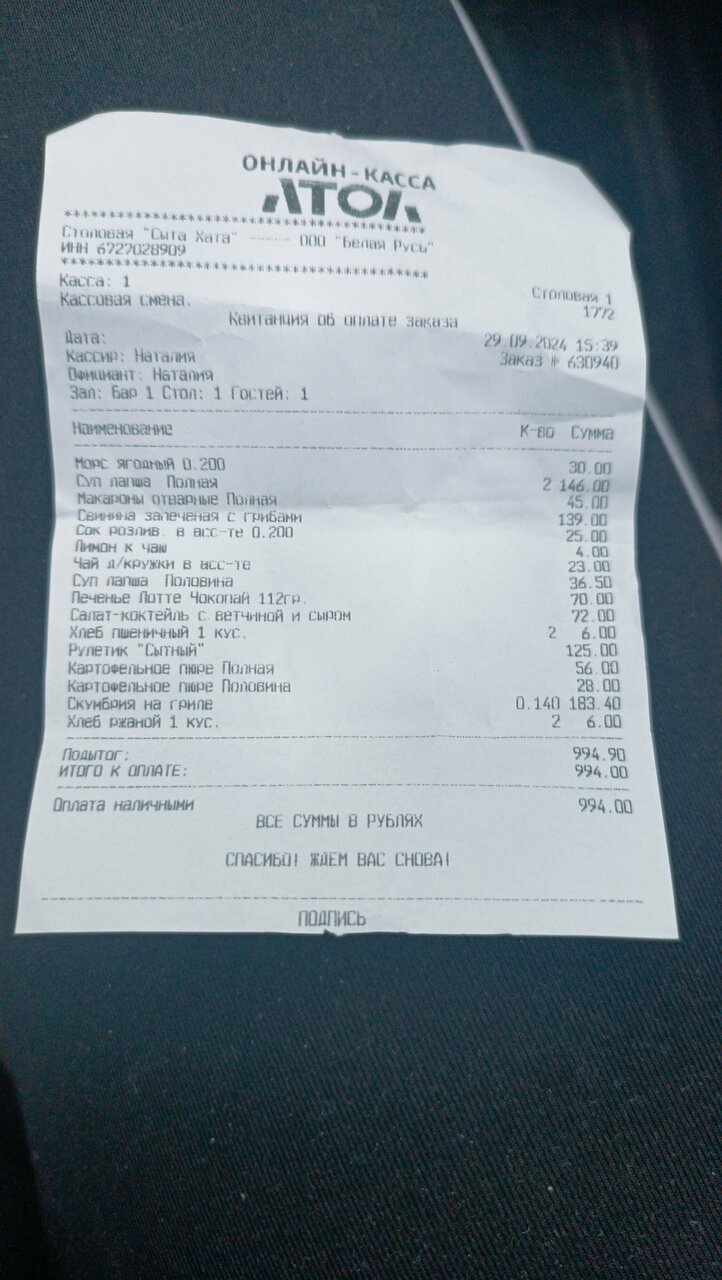 ОНЛАЙН-КАССА
АТОЛ
****************************************
Столовая "Сыта Хата" ----- ООО "Белая Русь"
ИНН 6727028909
****************************************
Касса: 1 Столовая 1
Кассовая смена: 1772
Квитанция об оплате заказа
Дата: 29.09.2024 15:39
Кассир: Наталия Заказ № 630940
Официант: Наталия
Зал: Бар 1 Стол: 1 Гостей: 1
Наименование К-во Сумма
Морс ягодный 0.200 30.00
Суп лапша Полная 2 146.00
Макароны отварные Полная 45.00
Свинина запеченая с грибами 139.00
Сок розлив. в асс-те 0.200 25.00
Лимон к чаю 4.00
Чай д/кружки в асс-те 23.00
Суп лапша Половина 36.50
Печенье Лотте Чокопай 112гр. 70.00
Салат-коктейль с ветчиной и сыром 72.00
Хлеб пшеничный 1 кус. 2 6.00
Рулетик "Сытный" 125.00
Картофельное пюре Полная 56.00
Картофельное пюре Половина 28.00
Скумбрия на гриле 0.140 183.40
Хлеб ржаной 1 кус. 2 6.00
Подытог: 994.90
ИТОГО К ОПЛАТЕ: 994.00
Оплата наличными 994.00
ВСЕ СУММЫ В РУБЛЯХ
СПАСИБО! ЖДЕМ ВАС СНОВА!
ПОДПИСЬ